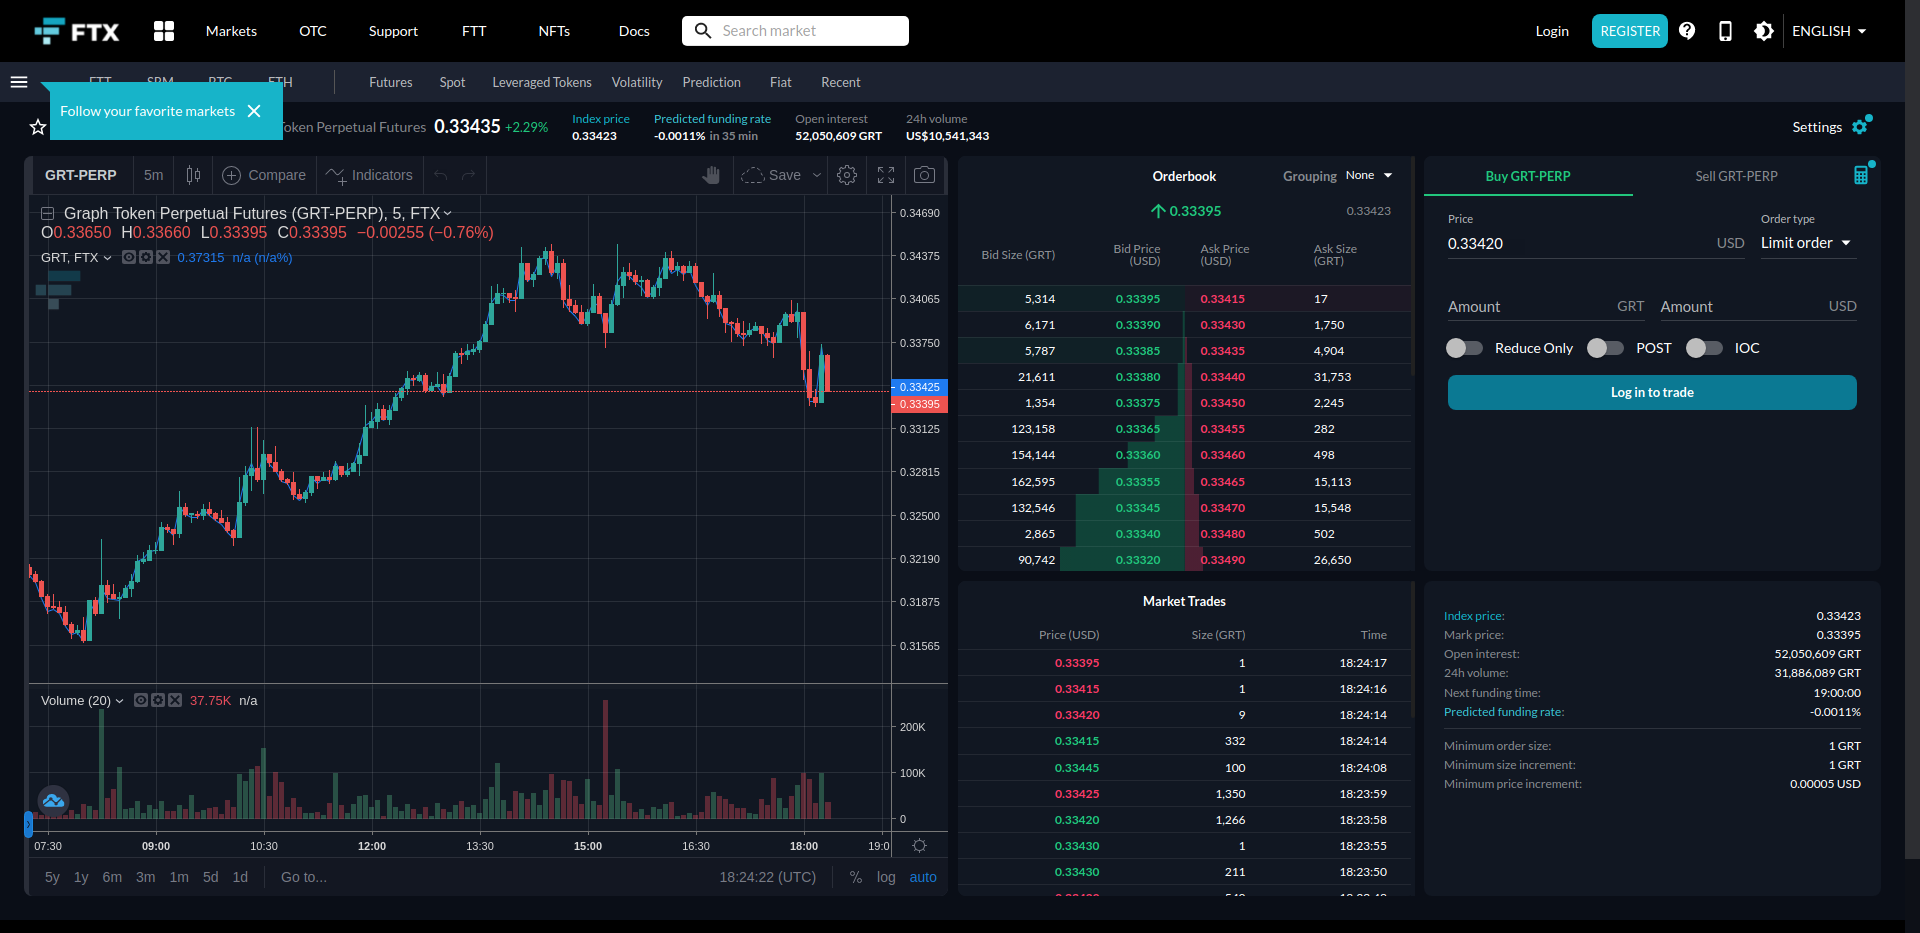 FTX Markets OTC Support FTT NFTs Docs Search market Login REGISTER ENGLISH
Futures Spot Leveraged Tokens Volatility Prediction Fiat Recent
Follow your favorite markets
Token Perpetual Futures 0.33435 +2.29%
Index price 0.33423
Predicted funding rate -0.0011% in 35 min
Open interest 52,050,609 GRT
24h volume US$10,541,343
Settings
GRT-PERP 5m Compare Indicators Save
Graph Token Perpetual Futures (GRT-PERP), 5, FTX
O0.33650 H0.33660 L0.33395 C0.33395 −0.00255 (−0.76%)
GRT, FTX 0.37315 n/a (n/a%)
0.34690
0.34375
0.34065
0.33750
0.33425
0.33395
0.33125
0.32815
0.32500
0.32190
0.31875
0.31565
Volume (20) 37.75K n/a
200K
100K
0
07:30 09:00 10:30 12:00 13:30 15:00 16:30 18:00 19:0
5y 1y 6m 3m 1m 5d 1d Go to... 18:24:22 (UTC) % log auto
Orderbook Grouping None
0.33395 0.33423
Bid Size (GRT) Bid Price (USD) Ask Price (USD) Ask Size (GRT)
5,314 0.33395 0.33415 17
6,171 0.33390 0.33430 1,750
5,787 0.33385 0.33435 4,904
21,611 0.33380 0.33440 31,753
1,354 0.33375 0.33450 2,245
123,158 0.33365 0.33455 282
154,144 0.33360 0.33460 498
162,595 0.33355 0.33465 15,113
132,546 0.33345 0.33470 15,548
2,865 0.33340 0.33480 502
90,742 0.33320 0.33490 26,650
Market Trades
Price (USD) Size (GRT) Time
0.33395 1 18:24:17
0.33415 1 18:24:16
0.33420 9 18:24:14
0.33415 332 18:24:14
0.33445 100 18:24:08
0.33425 1,350 18:23:59
0.33420 1,266 18:23:58
0.33430 1 18:23:55
0.33430 211 18:23:50
Buy GRT-PERP Sell GRT-PERP
Price Order type
0.33420 USD Limit order
Amount GRT Amount USD
Reduce Only POST IOC
Log in to trade
Index price: 0.33423
Mark price: 0.33395
Open interest: 52,050,609 GRT
24h volume: 31,886,089 GRT
Next funding time: 19:00:00
Predicted funding rate: -0.0011%
Minimum order size: 1 GRT
Minimum size increment: 1 GRT
Minimum price increment: 0.00005 USD